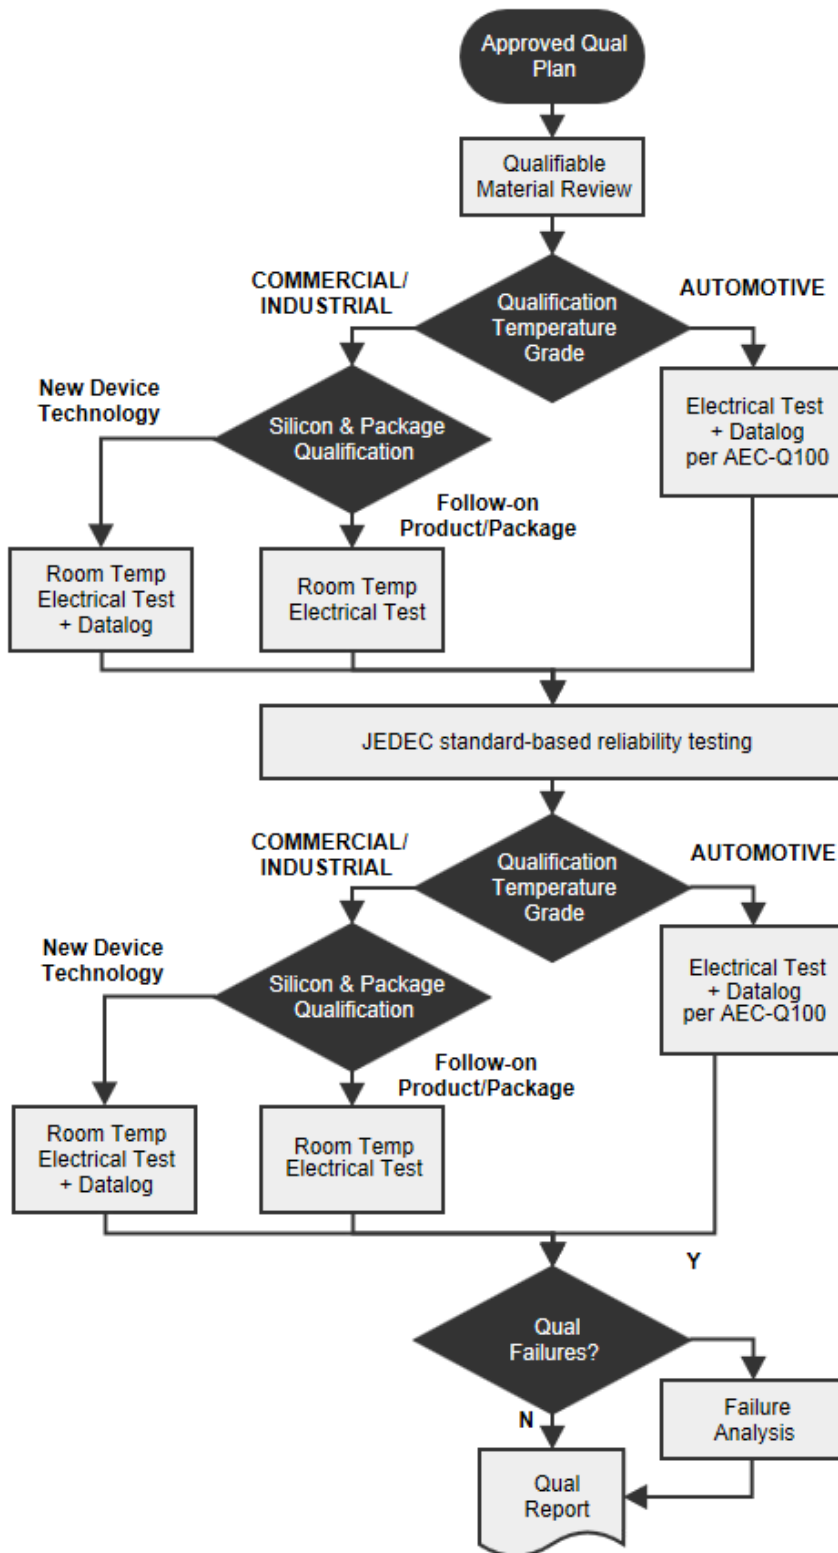 Approved Qual
Plan
Qualifiable
Material Review
COMMERCIAL/
INDUSTRIAL
Qualification
Temperature
Grade
AUTOMOTIVE
New Device
Technology
Silicon & Package
Qualification
Electrical Test
+ Datalog
per AEC-Q100
Follow-on
Product/Package
Room Temp
Electrical Test
+ Datalog
Room Temp
Electrical Test
JEDEC standard-based reliability testing
COMMERCIAL/
INDUSTRIAL
Qualification
Temperature
Grade
AUTOMOTIVE
New Device
Technology
Silicon & Package
Qualification
Electrical Test
+ Datalog
per AEC-Q100
Follow-on
Product/Package
Room Temp
Electrical Test
+ Datalog
Room Temp
Electrical Test
Y
Qual
Failures?
N
Failure
Analysis
Qual
Report